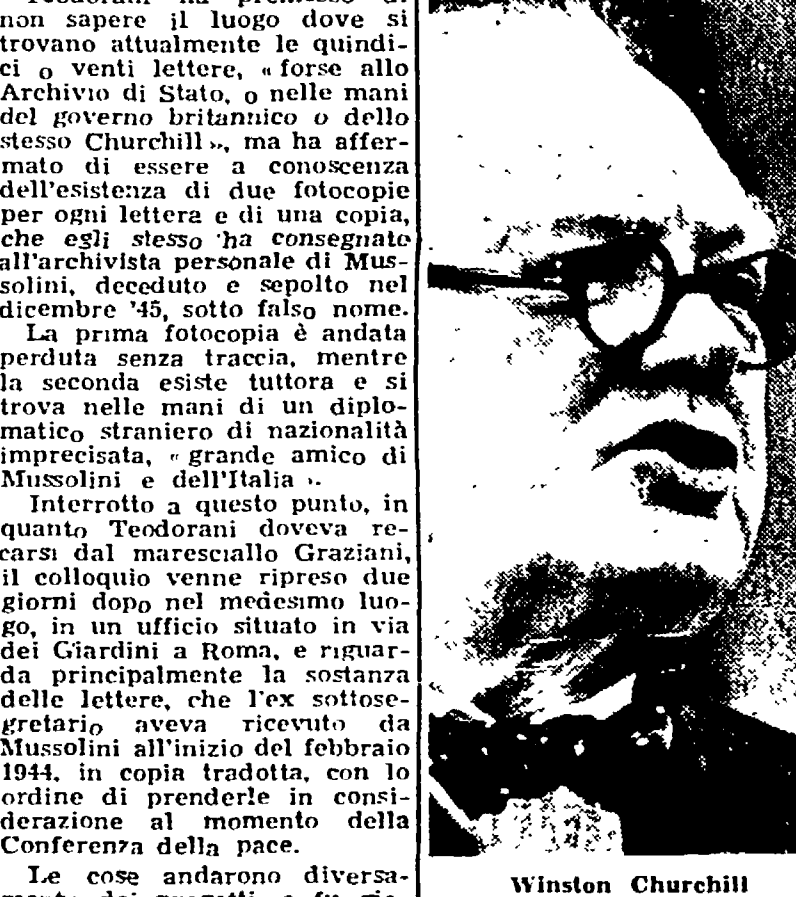 Teodorani ha premesso di
non sapere il luogo dove si
trovano attualmente le quindi-
ci o venti lettere, « forse allo
Archivio di Stato, o nelle mani
del governo britannico o dello
stesso Churchill », ma ha affer-
mato di essere a conoscenza
dell'esistenza di due fotocopie
per ogni lettera e di una copia,
che egli stesso ha consegnato
all'archivista personale di Mus-
solini, deceduto e sepolto nel
dicembre '45, sotto falso nome.
La prima fotocopia è andata
perduta senza traccia, mentre
la seconda esiste tuttora e si
trova nelle mani di un diplo-
matico straniero di nazionalità
imprecisata, « grande amico di
Mussolini e dell'Italia ».
Interrotto a questo punto, in
quanto Teodorani doveva re-
carsi dal maresciallo Graziani,
il colloquio venne ripreso due
giorni dopo nel medesimo luo-
go, in un ufficio situato in via
dei Giardini a Roma, e riguar-
da principalmente la sostanza
delle lettere, che l'ex sottose-
gretario aveva ricevuto da
Mussolini all'inizio del febbraio
1944, in copia tradotta, con lo
ordine di prenderle in consi-
derazione al momento della
Conferenza della pace.
Le cose andarono diversa-
Winston Churchill